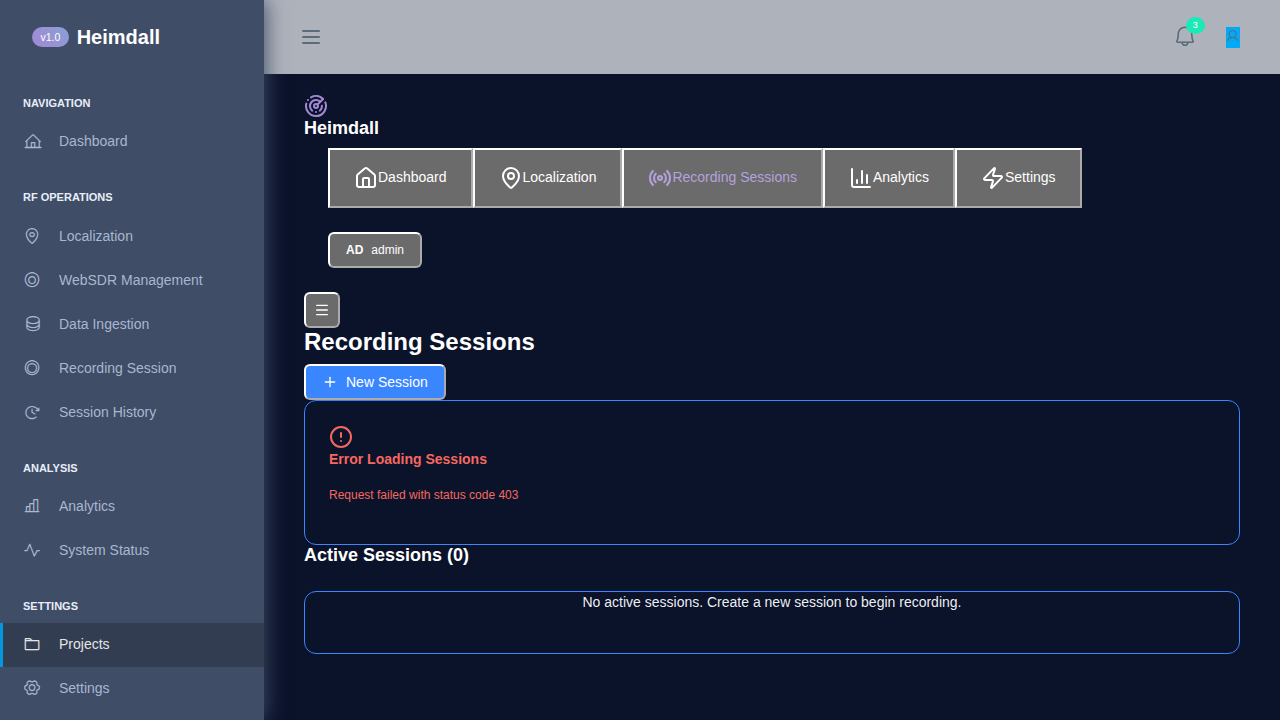 v1.0 Heimdall
3
NAVIGATION
Dashboard
RF OPERATIONS
Localization
WebSDR Management
Data Ingestion
Recording Session
Session History
ANALYSIS
Analytics
System Status
SETTINGS
Projects
Settings
Heimdall
Dashboard Localization Recording Sessions Analytics Settings
AD admin
Recording Sessions
New Session
Error Loading Sessions
Request failed with status code 403
Active Sessions (0)
No active sessions. Create a new session to begin recording.